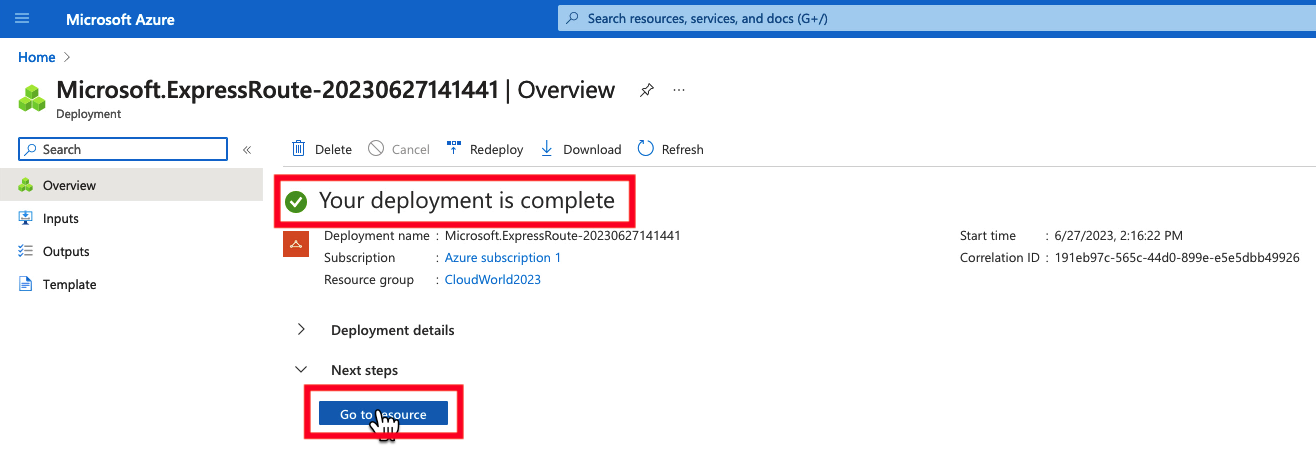 Microsoft Azure
Search resources, services, and docs (G+/)
Home
Microsoft.ExpressRoute-20230627141441 | Overview
...
Deployment
Search
«
Delete
Cancel
Redeploy
Download
Refresh
Overview
Inputs
Outputs
Template
Your deployment is complete
Deployment name : Microsoft.ExpressRoute-20230627141441
Subscription : Azure subscription 1
Resource group : CloudWorld2023
Start time : 6/27/2023, 2:16:22 PM
Correlation ID : 191eb97c-565c-44d0-899e-e5e5dbb49926
Deployment details
Next steps
Go to resource